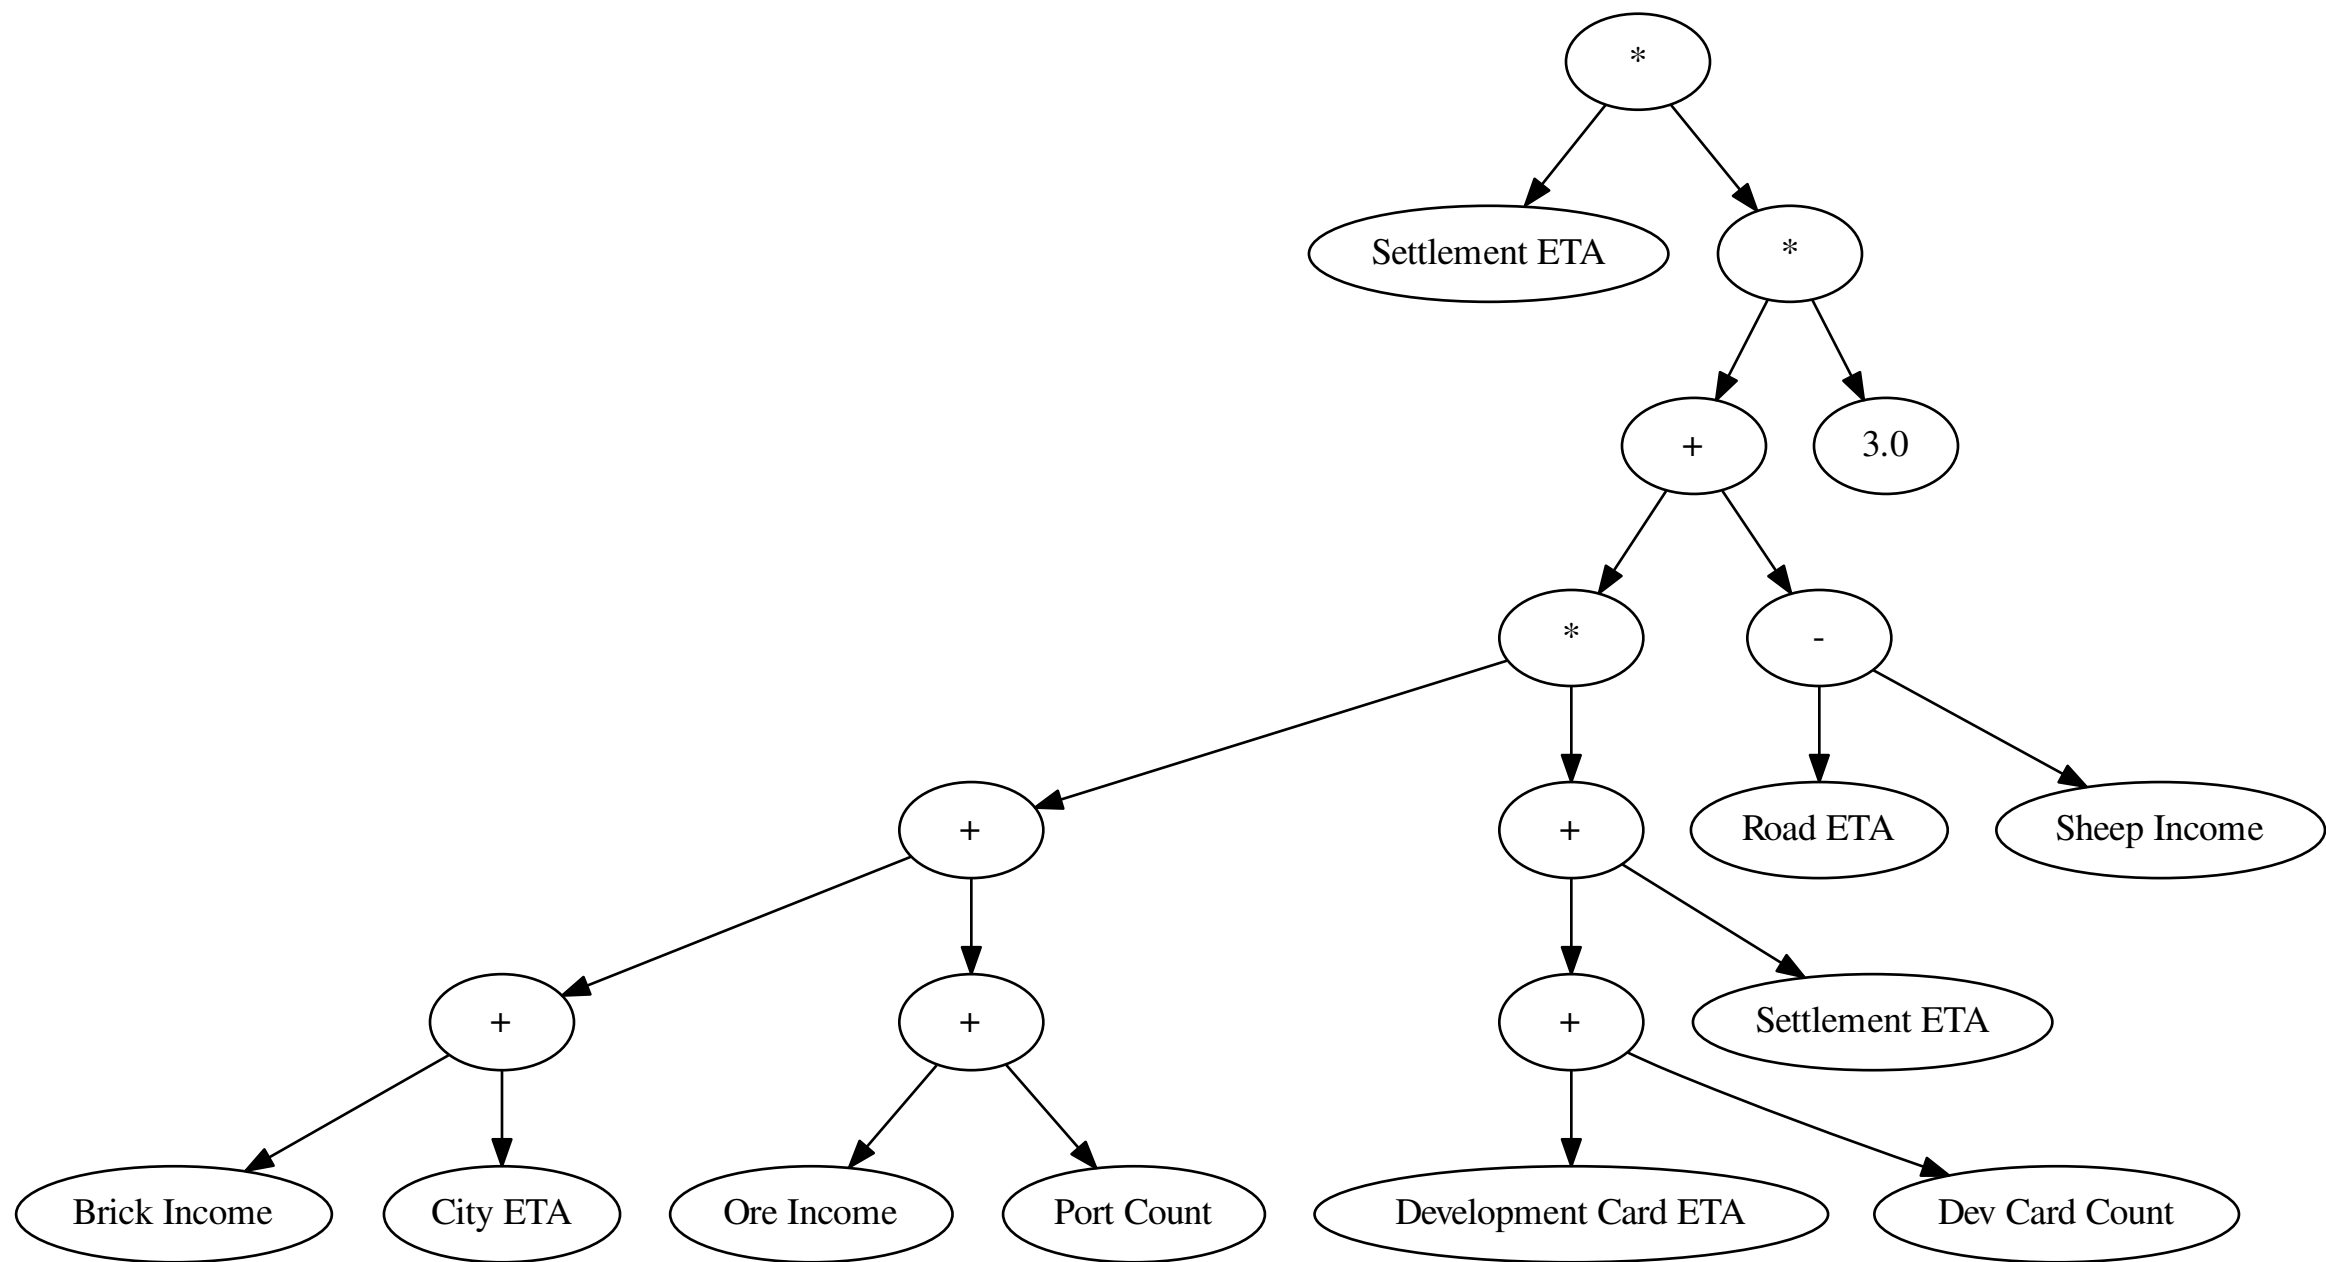 *
Settlement ETA
*
+
3.0
*
-
+
+
Road ETA
Sheep Income
+
+
+
Settlement ETA
Brick Income
City ETA
Ore Income
Port Count
Development Card ETA
Dev Card Count